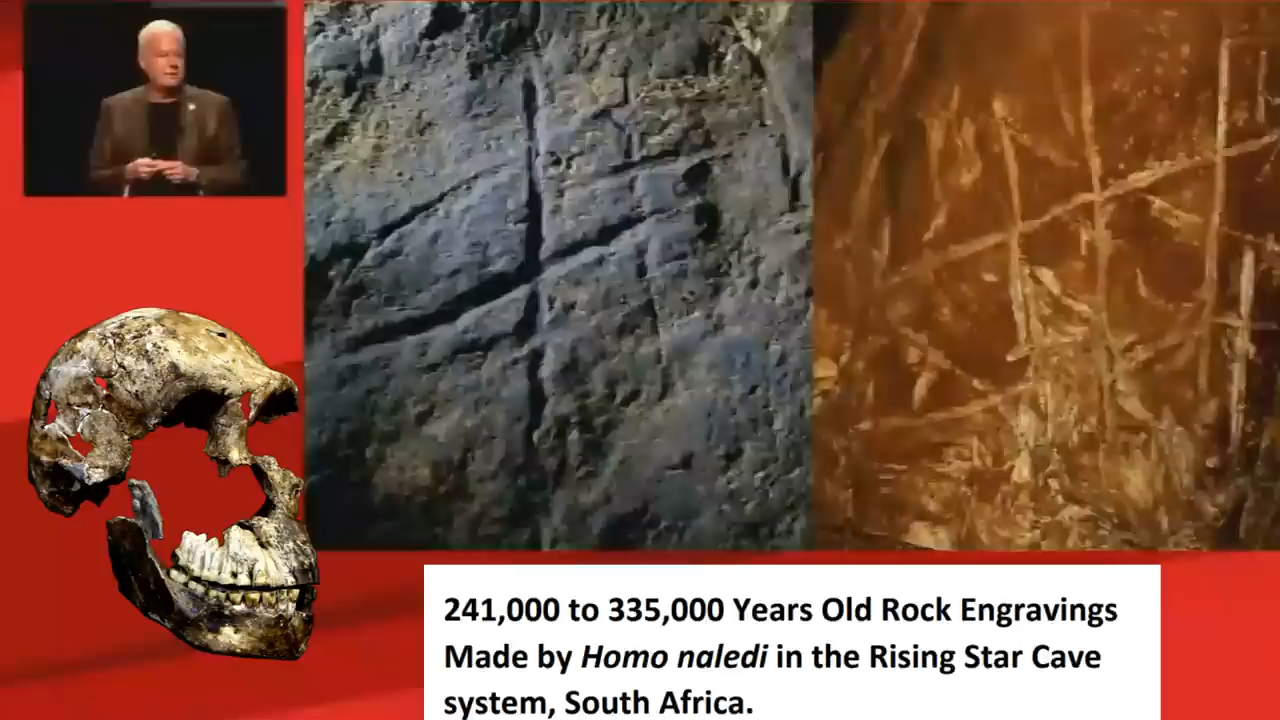 241,000 to 335,000 Years Old Rock Engravings
Made by Homo naledi in the Rising Star Cave
system, South Africa.